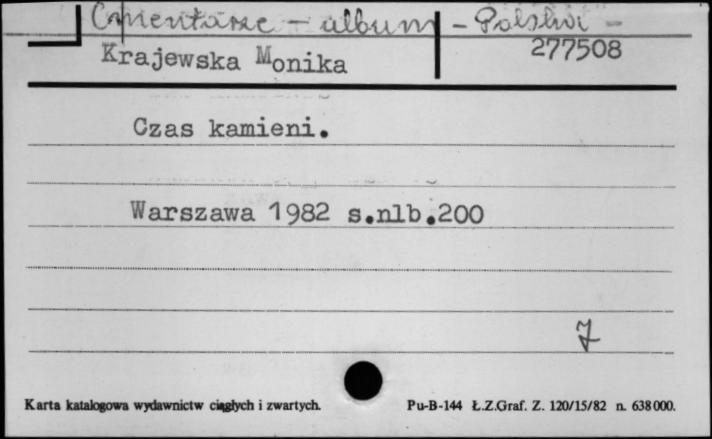 Cmentarze - album - Polska -
Krajewska Monika 277508
Czas kamieni.
Warszawa 1982 s.nlb.200
7
Karta katalogowa wydawnictw ciągłych i zwartych. Pu-B-144 Ł.Z.Graf. Z. 120/15/82 n. 638000.